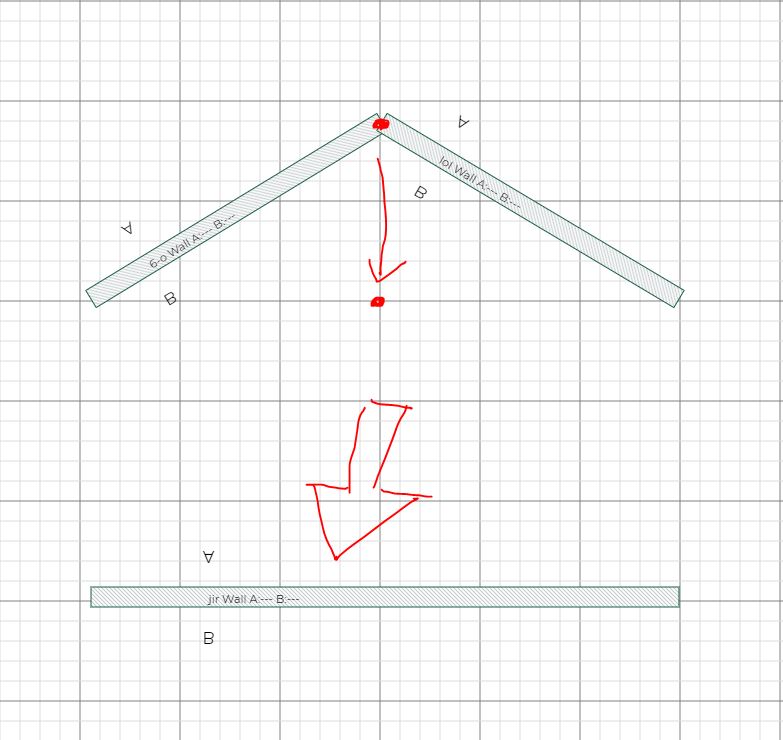 A
lol Wall A:--- B:---
B
A
6-o Wall A:--- B:---
B
A
jir Wall A:--- B:---
B